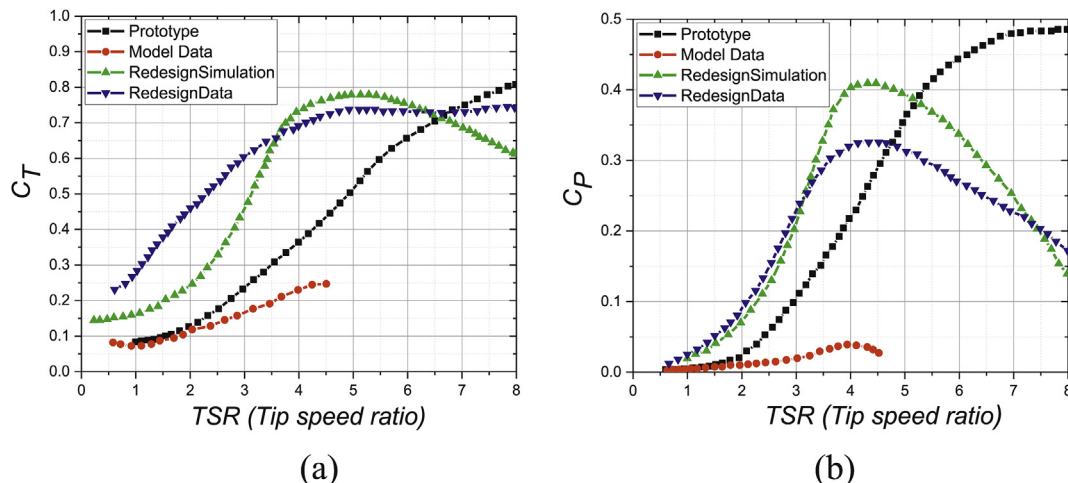 1.0
0.9
0.8
0.7
0.6
0.5
0.4
0.3
0.2
0.1
0.0
C_T
Prototype
Model Data
RedesignSimulation
RedesignData
0 1 2 3 4 5 6 7 8
TSR (Tip speed ratio)
(a)
0.5
0.4
0.3
0.2
0.1
0.0
C_P
Prototype
Model Data
RedesignSimulation
RedesignData
0 1 2 3 4 5 6 7 8
TSR (Tip speed ratio)
(b)